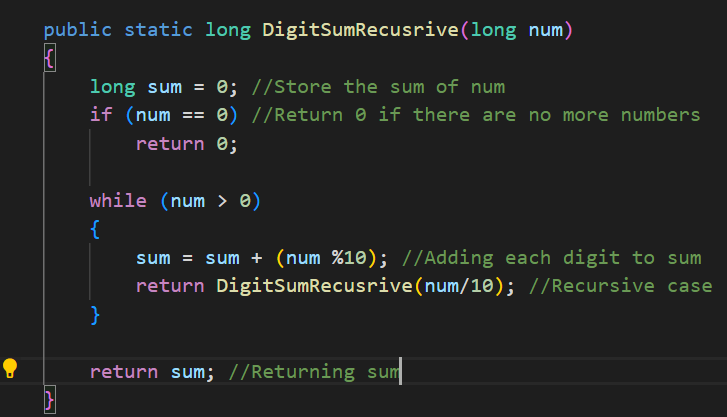 public static long DigitSumRecusrive(long num)
{
long sum = 0; //Store the sum of num
if (num == 0) //Return 0 if there are no more numbers
return 0;
while (num > 0)
{
sum = sum + (num %10); //Adding each digit to sum
return DigitSumRecusrive(num/10); //Recursive case
}
return sum; //Returning sum
}